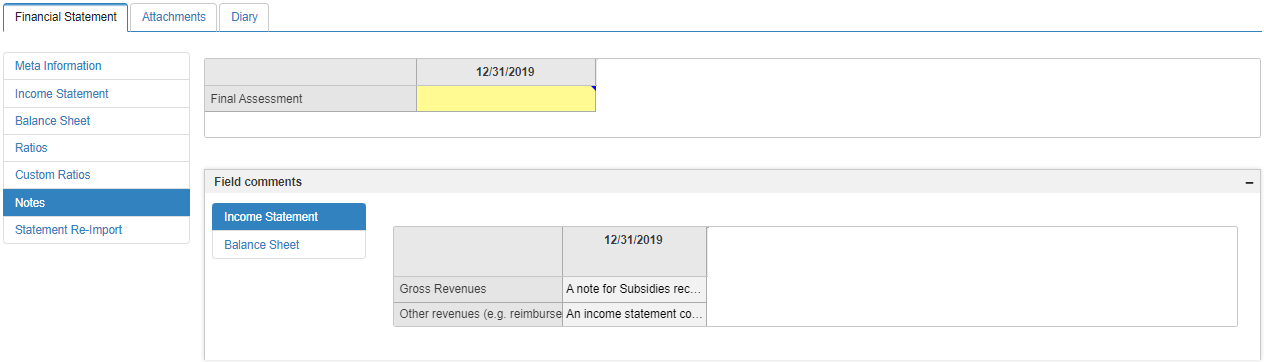 Financial Statement
Attachments
Diary
Meta Information
Income Statement
Balance Sheet
Ratios
Custom Ratios
Notes
Statement Re-Import
12/31/2019
Final Assessment
Field comments
Income Statement
Balance Sheet
12/31/2019
Gross Revenues A note for Subsidies rec...
Other revenues (e.g. reimburse An income statement co...